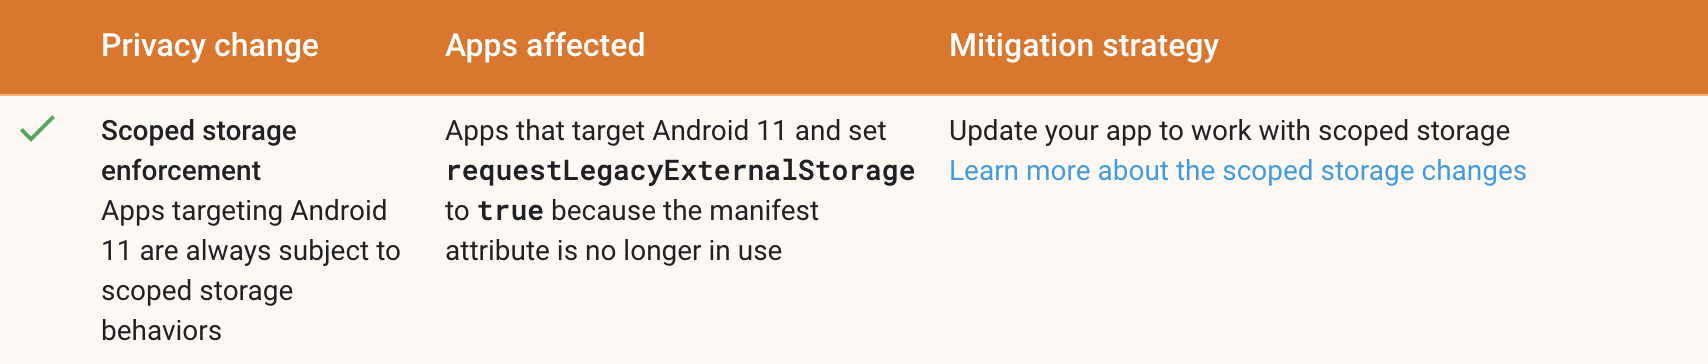 Privacy change
Apps affected
Mitigation strategy
Scoped storage
enforcement
Apps targeting Android
11 are always subject to
scoped storage
behaviors
Apps that target Android 11 and set
requestLegacyExternalStorage
to true because the manifest
attribute is no longer in use
Update your app to work with scoped storage
Learn more about the scoped storage changes